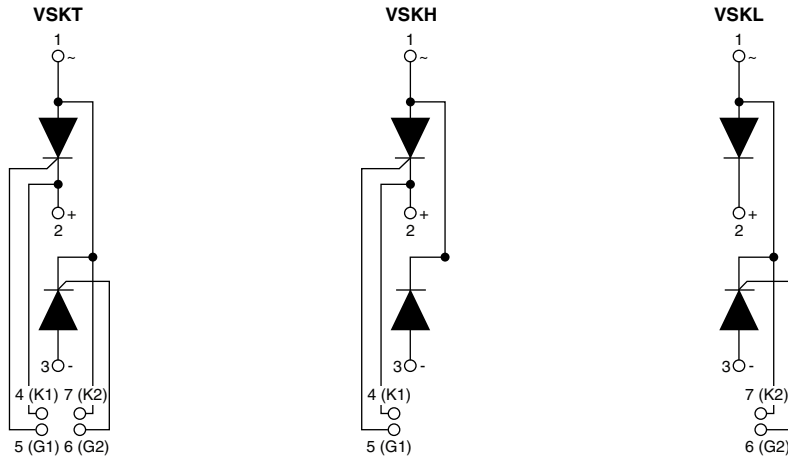 VSKT
VSKH
VSKL
1
~
1
~
1
~
+
2
+
2
+
2
3 -
3 -
3 -
4 (K1) 7 (K2)
4 (K1)
7 (K2)
5 (G1) 6 (G2)
5 (G1)
6 (G2)